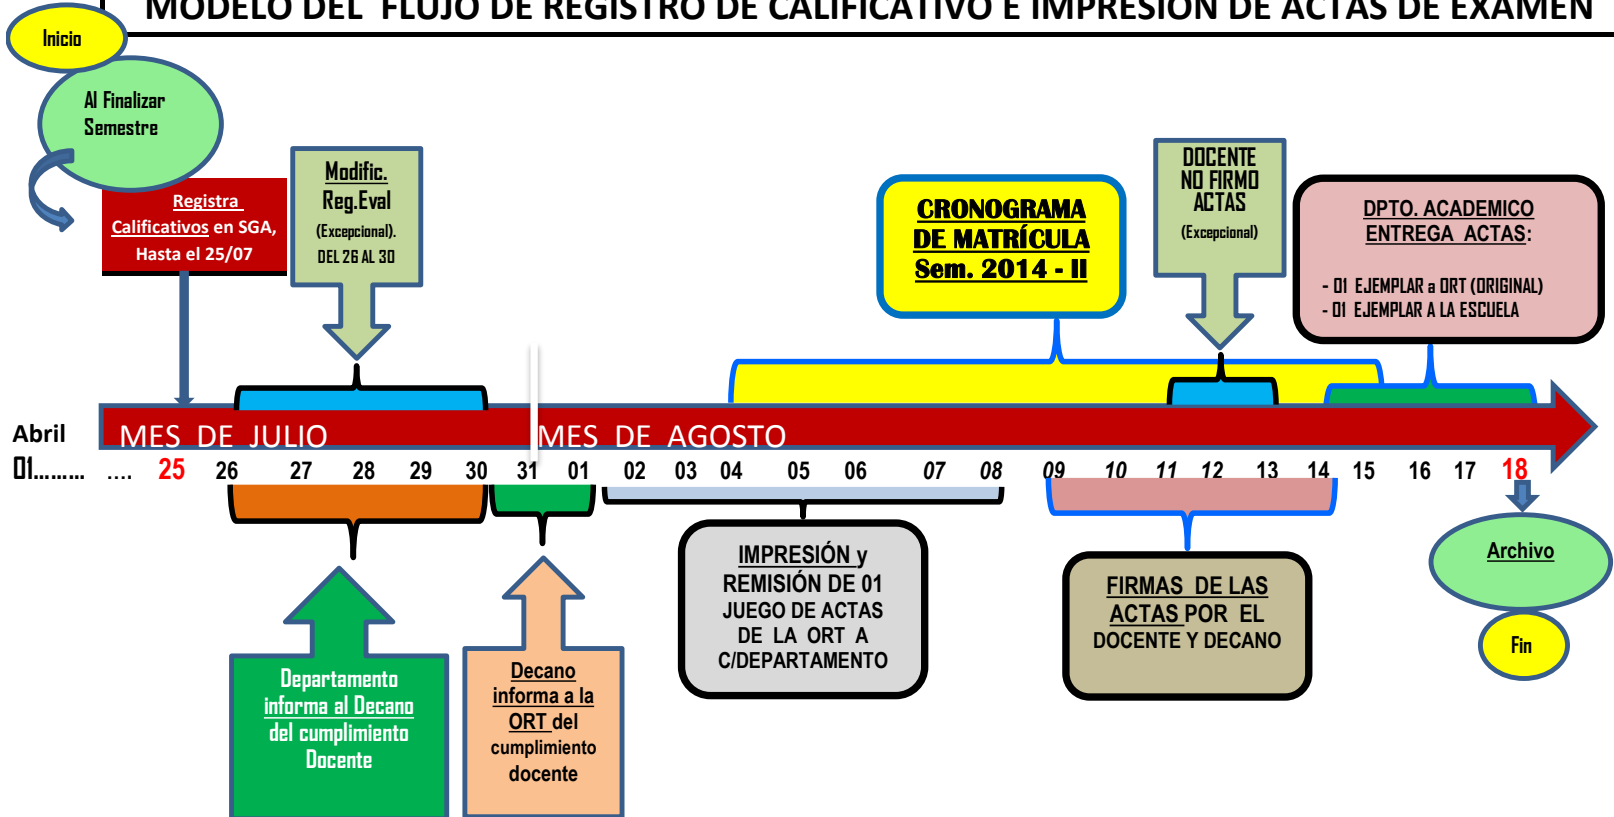 MODELO DEL FLUJO DE REGISTRO DE CALIFICATIVO E IMPRESIÓN DE ACTAS DE EXAMEN
Inicio
Al Finalizar
Semestre
Registra
Calificativos en SGA,
Hasta el 25/07
Modific.
Reg.Eval
(Excepcional).
DEL 26 AL 30
CRONOGRAMA
DE MATRÍCULA
Sem. 2014 - II
DOCENTE
NO FIRMO
ACTAS
(Excepcional)
DPTO. ACADEMICO
ENTREGA ACTAS:
- 01 EJEMPLAR a ORT (ORIGINAL)
- 01 EJEMPLAR A LA ESCUELA
Abril
MES DE JULIO
MES DE AGOSTO
01......... .... 25 26 27 28 29 30 31 01 02 03 04 05 06 07 08 09 10 11 12 13 14 15 16 17 18
Departamento
informa al Decano
del cumplimiento
Docente
Decano
informa a la
ORT del
cumplimiento
docente
IMPRESIÓN y
REMISIÓN DE 01
JUEGO DE ACTAS
DE LA ORT A
C/DEPARTAMENTO
FIRMAS DE LAS
ACTAS POR EL
DOCENTE Y DECANO
Archivo
Fin